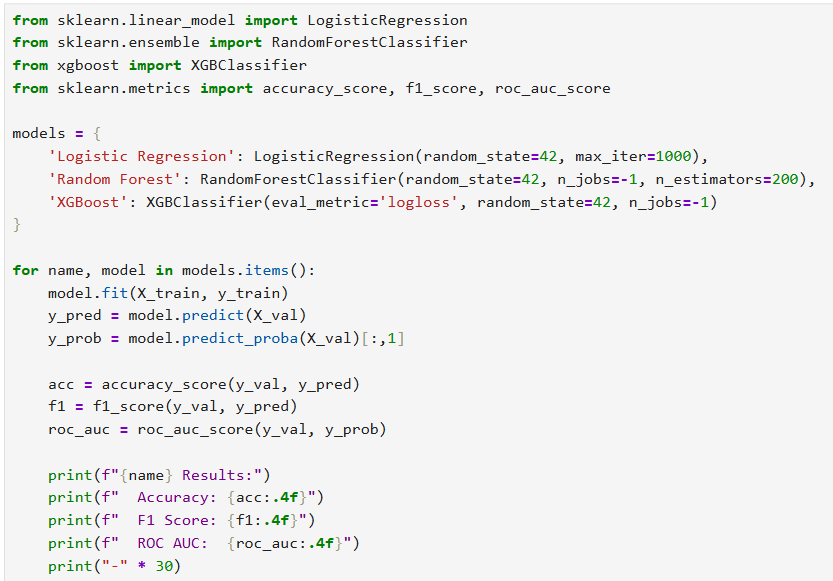 from sklearn.linear_model import LogisticRegression
from sklearn.ensemble import RandomForestClassifier
from xgboost import XGBClassifier
from sklearn.metrics import accuracy_score, f1_score, roc_auc_score

models = {
    'Logistic Regression': LogisticRegression(random_state=42, max_iter=1000),
    'Random Forest': RandomForestClassifier(random_state=42, n_jobs=-1, n_estimators=200),
    'XGBoost': XGBClassifier(eval_metric='logloss', random_state=42, n_jobs=-1)
}

for name, model in models.items():
    model.fit(X_train, y_train)
    y_pred = model.predict(X_val)
    y_prob = model.predict_proba(X_val)[:,1]

    acc = accuracy_score(y_val, y_pred)
    f1 = f1_score(y_val, y_pred)
    roc_auc = roc_auc_score(y_val, y_prob)

    print(f"{name} Results:")
    print(f"  Accuracy: {acc:.4f}")
    print(f"  F1 Score: {f1:.4f}")
    print(f"  ROC AUC:  {roc_auc:.4f}")
    print("-" * 30)